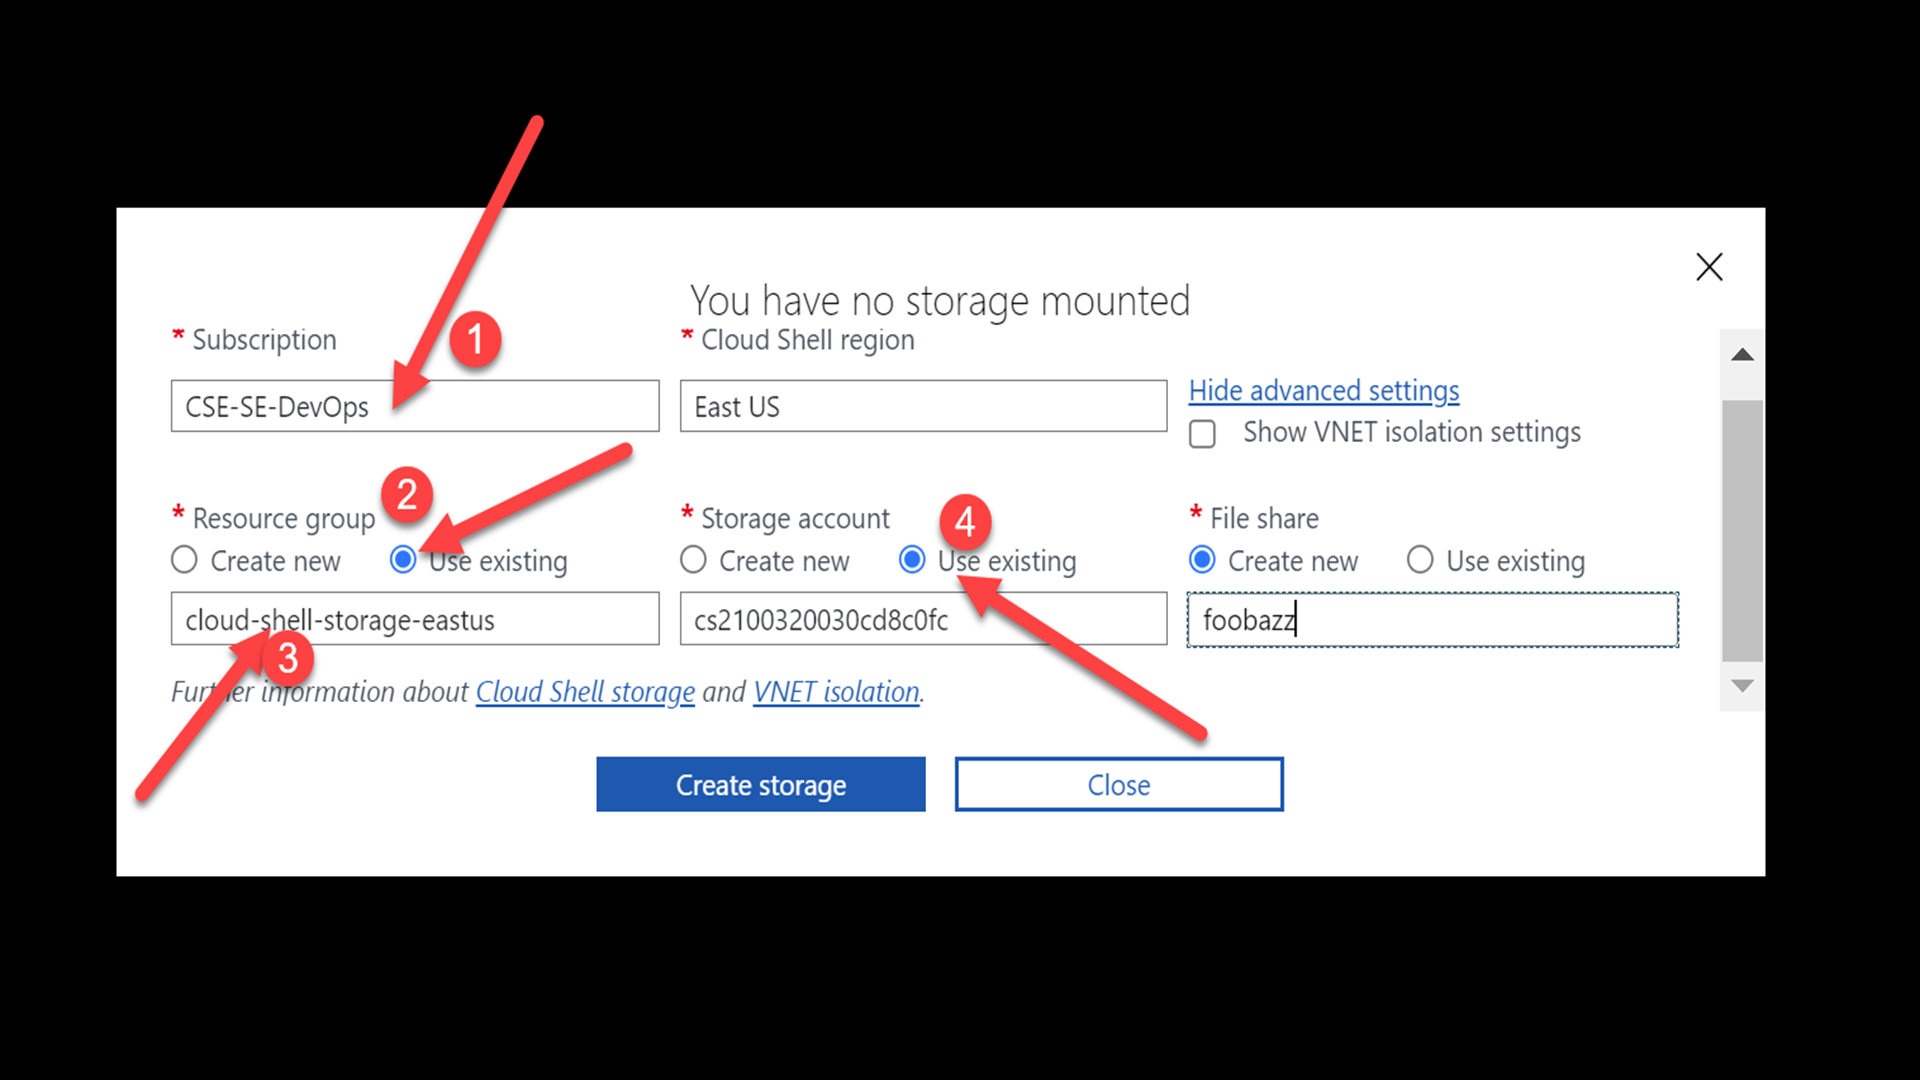 You have no storage mounted
* Subscription
1
* Cloud Shell region
CSE-SE-DevOps
East US
Hide advanced settings
Show VNET isolation settings
2
* Resource group
Create new
Use existing
cloud-shell-storage-eastus
3
* Storage account
4
Create new
Use existing
cs2100320030cd8c0fc
* File share
Create new
Use existing
foobazz
Further information about Cloud Shell storage and VNET isolation.
Create storage
Close